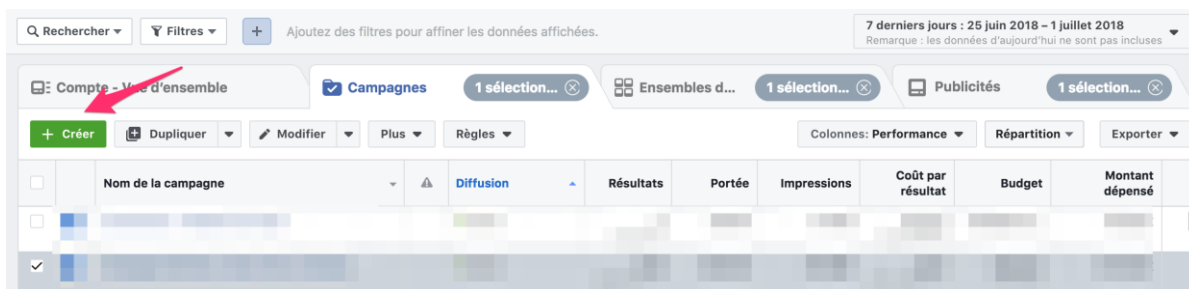 Rechercher Filtres + Ajoutez des filtres pour affiner les données affichées. 7 derniers jours : 25 juin 2018 – 1 juillet 2018
Remarque : les données d'aujourd'hui ne sont pas incluses
Compte - Vue d'ensemble Campagnes 1 sélection... Ensembles d... 1 sélection... Publicités 1 sélection...
+ Créer Dupliquer Modifier Plus Règles Colonnes: Performance Répartition Exporter
Nom de la campagne Diffusion Résultats Portée Impressions Coût par résultat Budget Montant dépensé